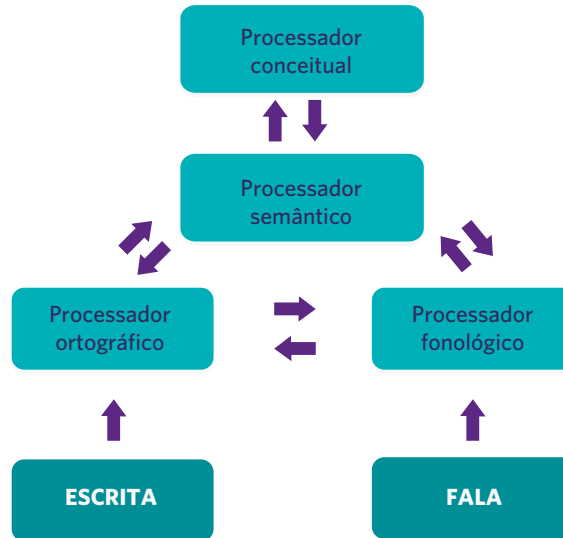 Processador
conceitual
Processador
semântico
Processador
ortográfico
Processador
fonológico
ESCRITA
FALA